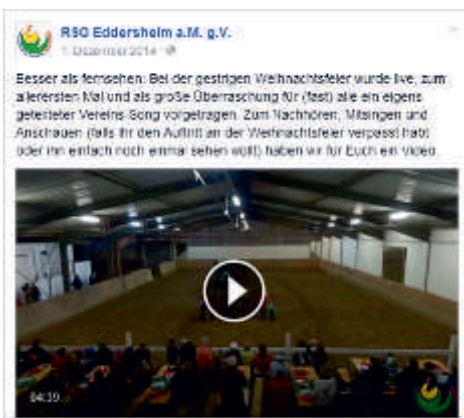 RSG Eddersheim a.M. g.V.
1. Dezember 2014
Besser als fernsehen: Bei der gestrigen Weihnachtsfeier wurde live, zum
allerersten Mal und als große Überraschung für (fast) alle ein eigens
getexteter Vereins-Song vorgetragen. Zum Nachhören, Mitsingen und
Anschauen (falls Ihr den Auftritt an der Weihnachtsfeier verpasst habt
oder ihn einfach noch einmal sehen wollt) haben wir für Euch ein Video.
04:39